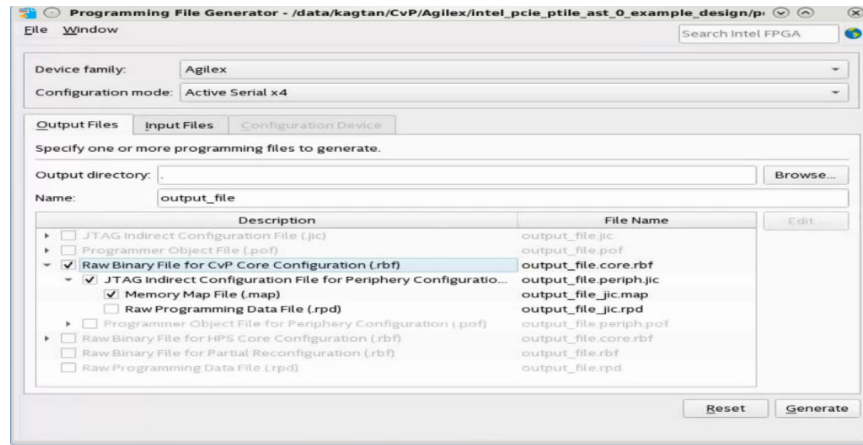 Programming File Generator - /data/kagtan/CvP/Agilex/intel_pcie_ptile_ast_0_example_design/p
File Window
Search Intel FPGA
Device family: Agilex
Configuration mode: Active Serial x4
Output Files Input Files Configuration Device
Specify one or more programming files to generate.
Output directory: . Browse...
Name: output_file
Description File Name Edit...
JTAG Indirect Configuration File (.jic) output_file.jic
Programmer Object File (.pof) output_file.pof
Raw Binary File for CvP Core Configuration (.rbf) output_file.core.rbf
JTAG Indirect Configuration File for Periphery Configuratio... output_file.periph.jic
Memory Map File (.map) output_file_jic.map
Raw Programming Data File (.rpd) output_file_jic.rpd
Programmer Object File for Periphery Configuration (.pof) output_file.periph.pof
Raw Binary File for HPS Core Configuration (.rbf) output_file.core.rbf
Raw Binary File for Partial Reconfiguration (.rbf) output_file.rbf
Raw Programming Data File (.rpd) output_file.rpd
Reset Generate